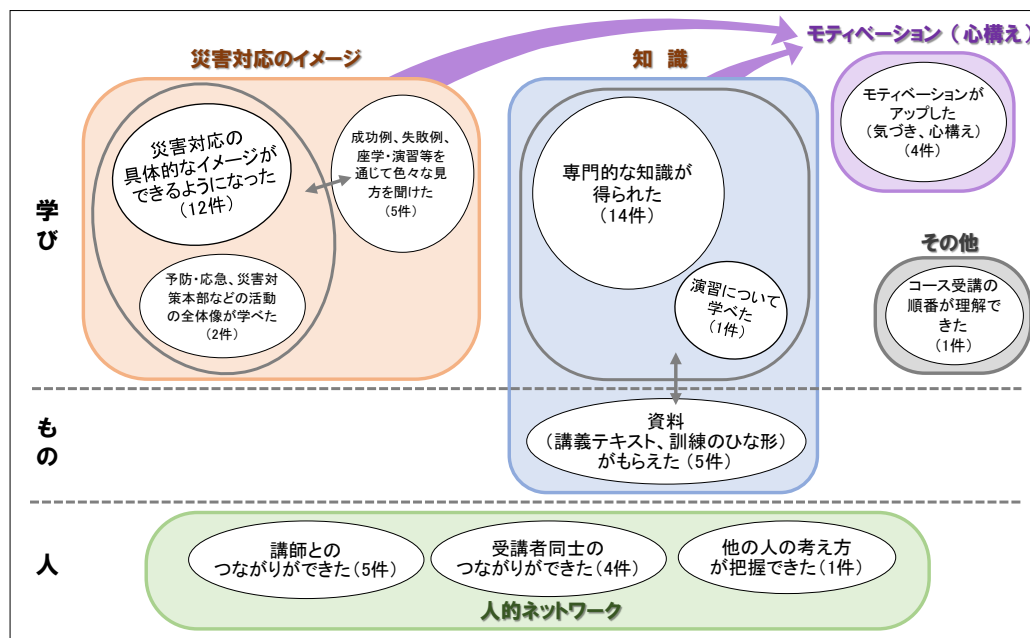 モティベーション（心構え）
災害対応のイメージ
知 識
学び
災害対応の
具体的なイメージが
できるようになった
（12件）
成功例、失敗例、
座学・演習等を
通じて色々な見
方を聞けた
（5件）
予防・応急、災害対
策本部などの活動
の全体像が学べた
（2件）
専門的な知識が
得られた
（14件）
演習について
学べた
（1件）
モティベーションが
アップした
（気づき、心構え）
（4件）
その他
コース受講の
順番が理解で
きた
（1件）
もの
資料
（講義テキスト、訓練のひな形）
がもらえた（5件）
人
講師との
つながりができた（5件）
受講者同士の
つながりができた（4件）
他の人の考え方
が把握できた（1件）
人的ネットワーク